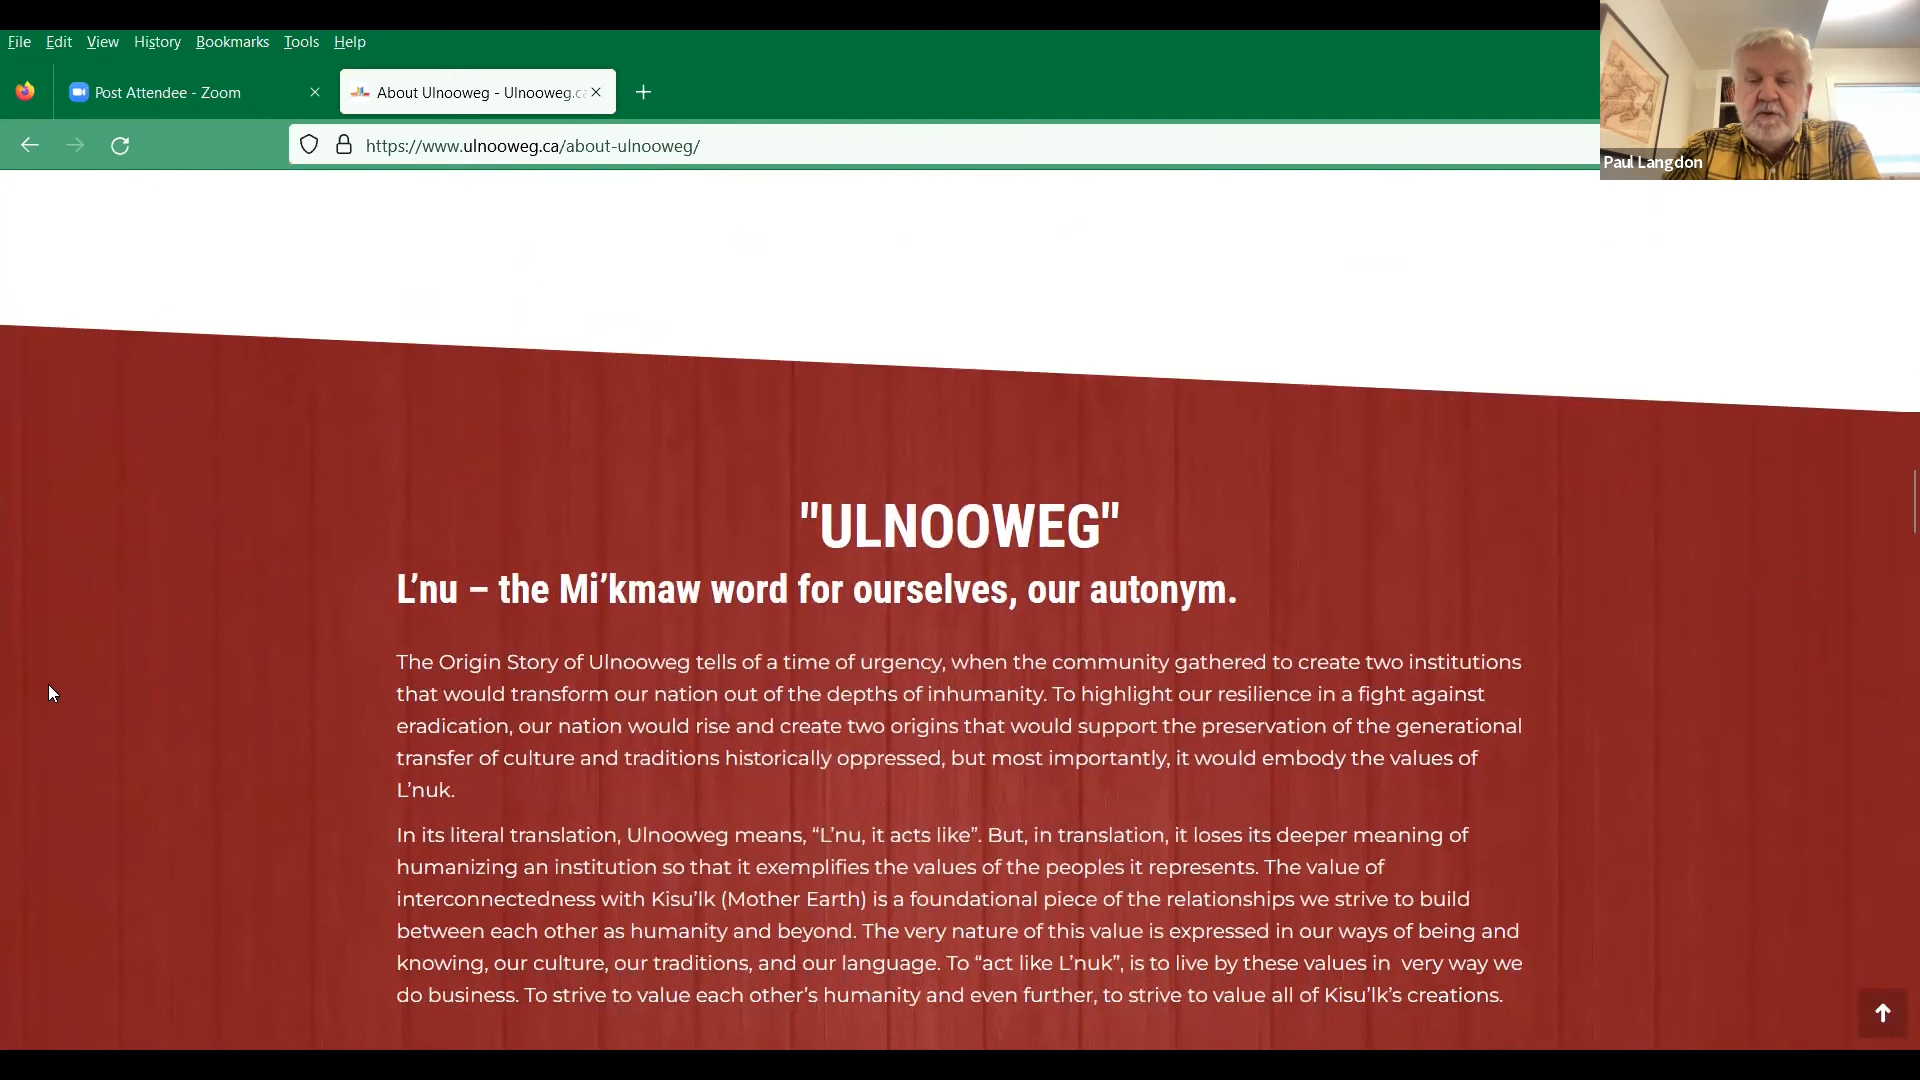 File Edit View History Bookmarks Tools Help
Post Attendee - Zoom
About Ulnooweg - Ulnooweg.c
https://www.ulnooweg.ca/about-ulnooweg/
Paul Langdon
"ULNOOWEG"
L’nu – the Mi’kmaw word for ourselves, our autonym.
The Origin Story of Ulnooweg tells of a time of urgency, when the community gathered to create two institutions
that would transform our nation out of the depths of inhumanity. To highlight our resilience in a fight against
eradication, our nation would rise and create two origins that would support the preservation of the generational
transfer of culture and traditions historically oppressed, but most importantly, it would embody the values of
L’nuk.
In its literal translation, Ulnooweg means, “L’nu, it acts like”. But, in translation, it loses its deeper meaning of
humanizing an institution so that it exemplifies the values of the peoples it represents. The value of
interconnectedness with Kisu’lk (Mother Earth) is a foundational piece of the relationships we strive to build
between each other as humanity and beyond. The very nature of this value is expressed in our ways of being and
knowing, our culture, our traditions, and our language. To “act like L’nuk”, is to live by these values in very way we
do business. To strive to value each other’s humanity and even further, to strive to value all of Kisu’lk’s creations.